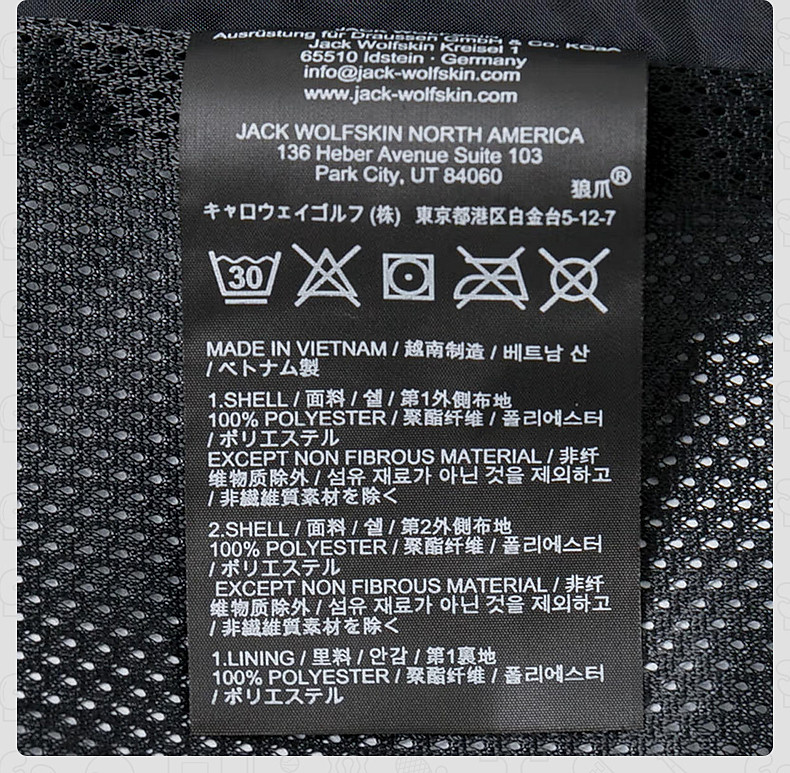 Ausrüstung für Draussen GmbH & Co. KGBA
Jack Wolfskin Kreisel 1
65510 Idstein · Germany
info@jack-wolfskin.com
www.jack-wolfskin.com
JACK WOLFSKIN NORTH AMERICA
136 Heber Avenue Suite 103
Park City, UT 84060
狼爪®
キャロウェイゴルフ (株) 東京都港区白金台5-12-7
30
MADE IN VIETNAM / 越南制造 / 베트남 산
/ ベトナム製
1.SHELL / 面料 / 쉘 / 第1外側布地
100% POLYESTER / 聚酯纤维 / 폴리에스터
/ ポリエステル
EXCEPT NON FIBROUS MATERIAL / 非纤
维物质除外 / 섬유 재료가 아닌 것을 제외하고
/ 非繊維質素材を除く
2.SHELL / 面料 / 쉘 / 第2外側布地
100% POLYESTER / 聚酯纤维 / 폴리에스터
/ ポリエステル
EXCEPT NON FIBROUS MATERIAL / 非纤
维物质除外 / 섬유 재료가 아닌 것을 제외하고
/ 非繊維質素材を除く
1.LINING / 里料 / 안감 / 第1裏地
100% POLYESTER / 聚酯纤维 / 폴리에스터
/ ポリエステル